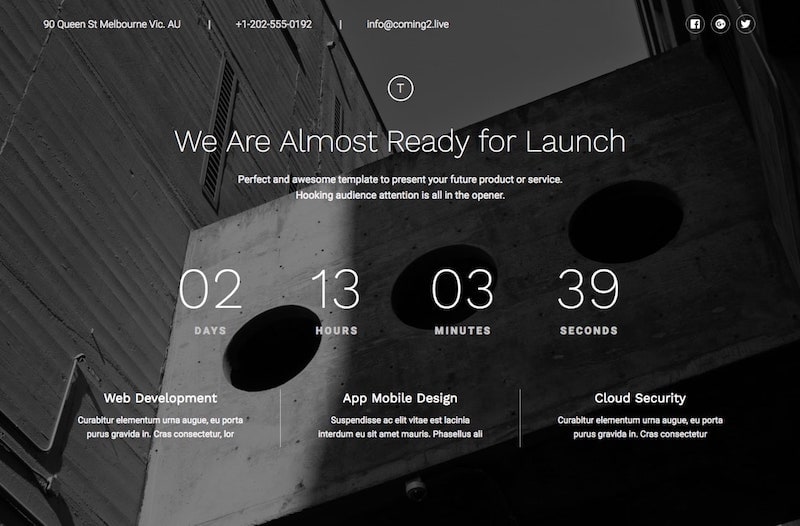 90 Queen St Melbourne Vic. AU | +1-202-555-0192 | info@coming2.live
T
We Are Almost Ready for Launch
Perfect and awesome template to present your future product or service.
Hooking audience attention is all in the opener.
02 13 03 39
DAYS HOURS MINUTES SECONDS
Web Development
Curabitur elementum urna augue, eu porta
purus gravida in. Cras consectetur, lor
App Mobile Design
Suspendisse ac elit vitae est lacinia
interdum eu sit amet mauris. Phasellus ali
Cloud Security
Curabitur elementum urna augue, eu porta
purus gravida in. Cras consectetur